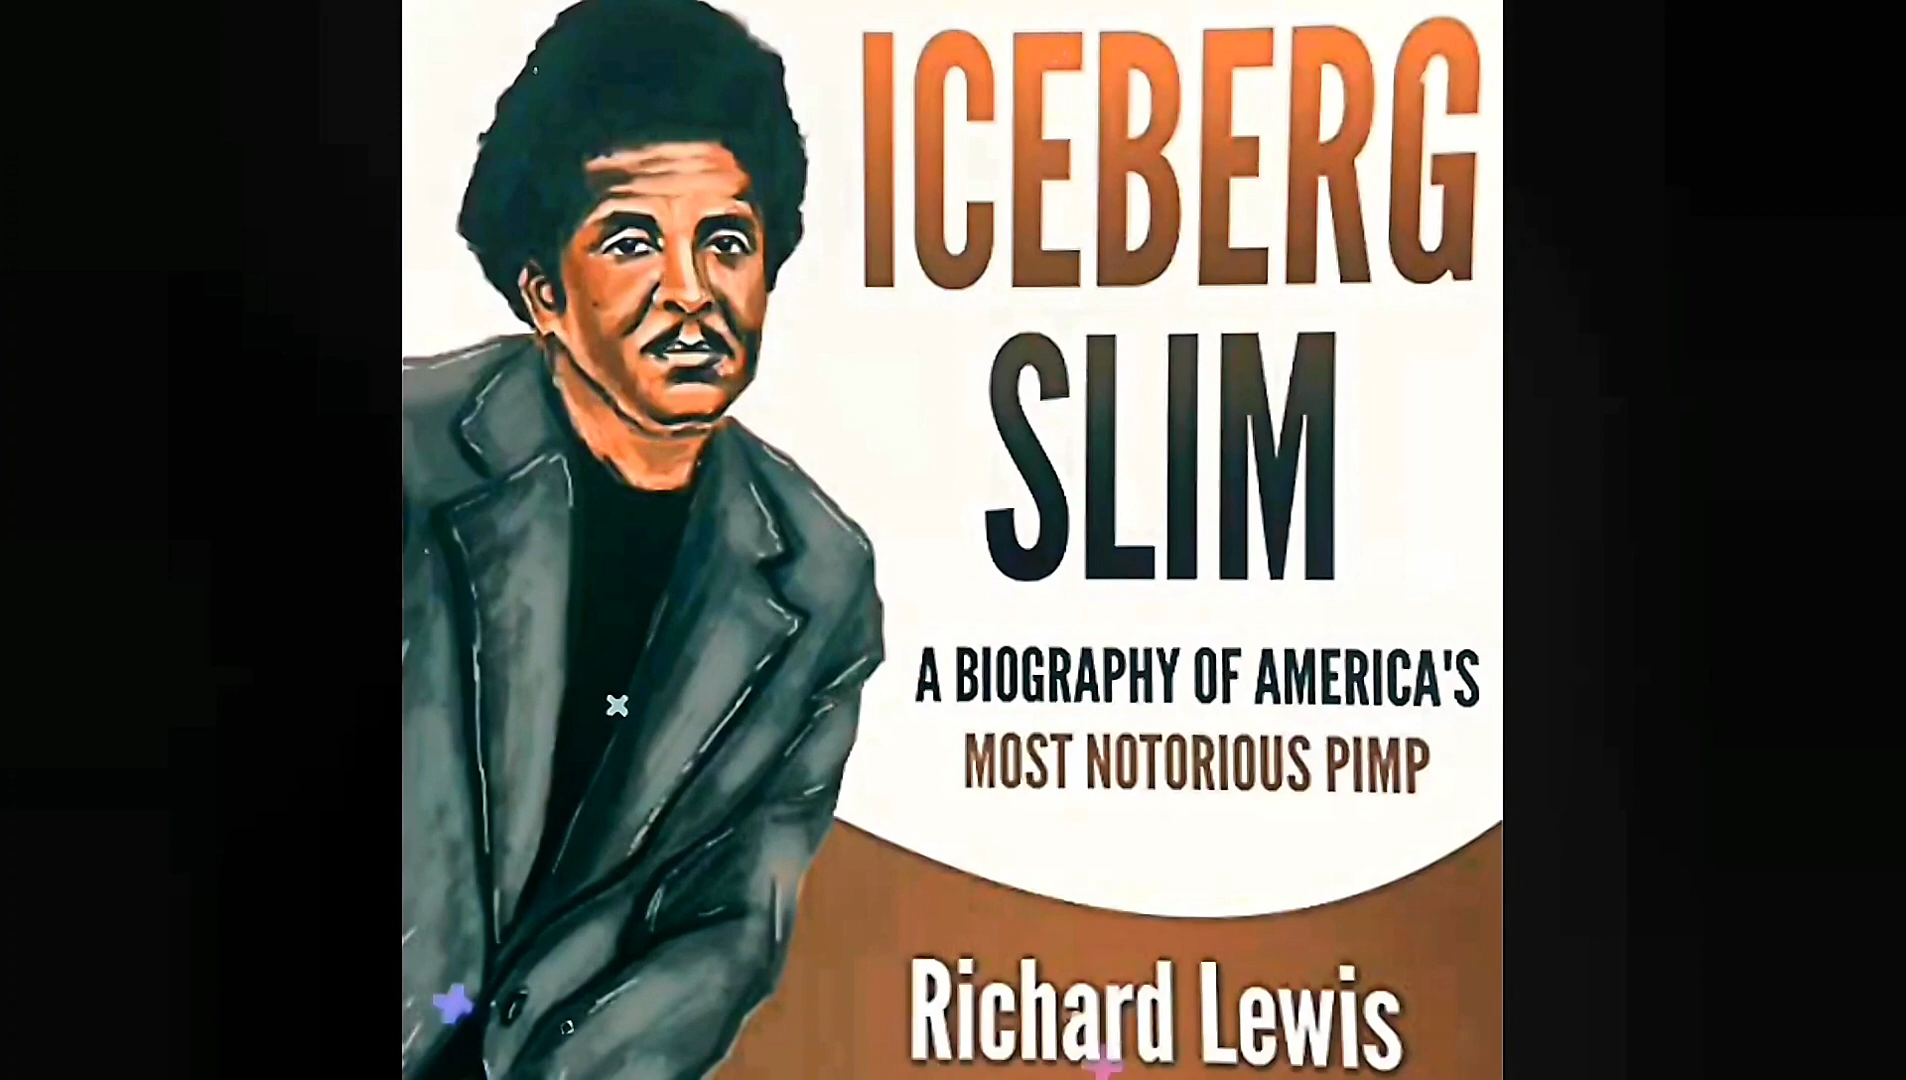 ICEBERG
SLIM
A BIOGRAPHY OF AMERICA'S
MOST NOTORIOUS PIMP
Richard Lewis